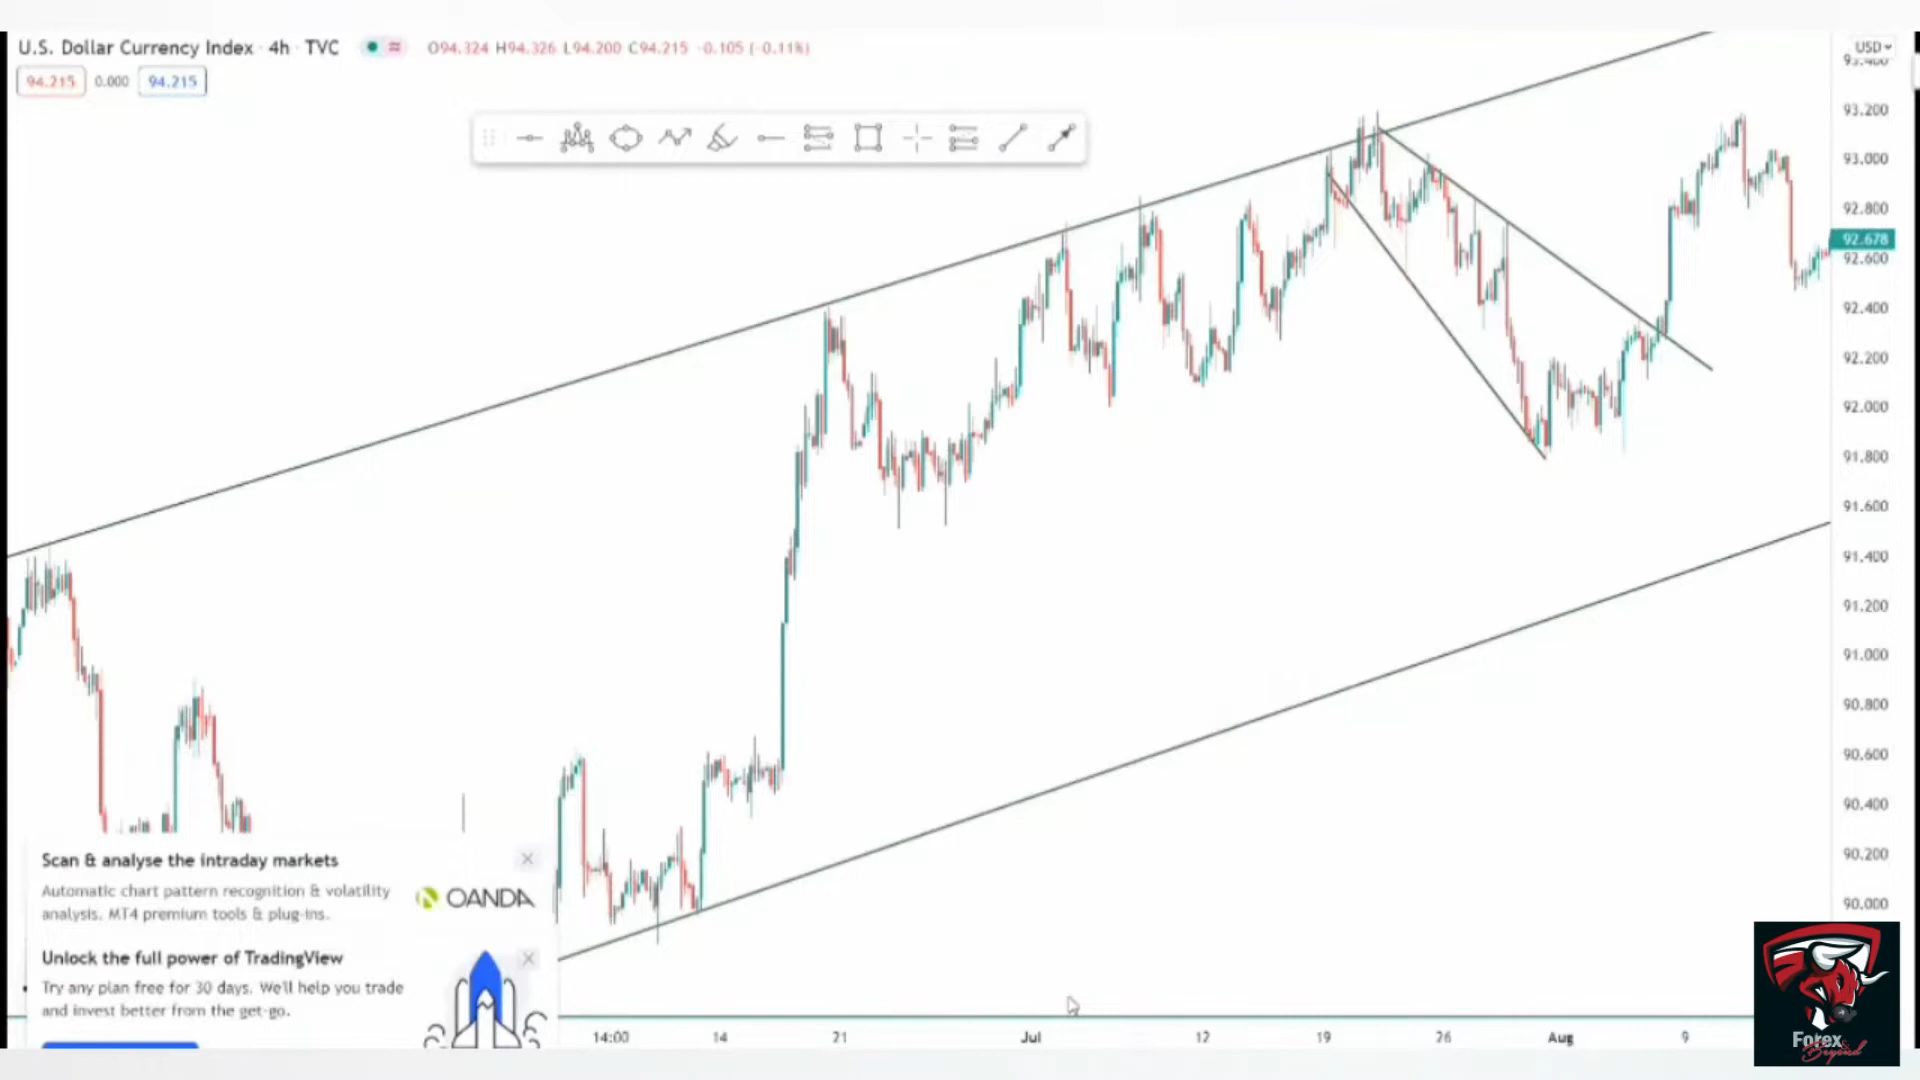 U.S. Dollar Currency Index · 4h · TVC O94.324 H94.326 L94.200 C94.215 -0.105 (-0.11%)
94.215 0.000 94.215
USD
93.400
93.200
93.000
92.800
92.678
92.600
92.400
92.200
92.000
91.800
91.600
91.400
91.200
91.000
90.800
90.600
90.400
90.200
90.000
Scan & analyse the intraday markets
Automatic chart pattern recognition & volatility
analysis. MT4 premium tools & plug-ins.
OANDA
Unlock the full power of TradingView
Try any plan free for 30 days. We'll help you trade
and invest better from the get-go.
14:00 14 21 Jul 12 19 26 Aug 9
Forex
Beyond